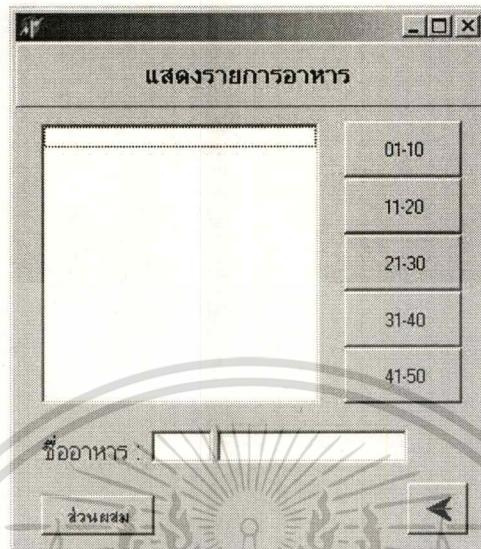 แสดงรายการอาหาร
01-10
11-20
21-30
31-40
41-50
ชื่ออาหาร :
ส่วนผสม